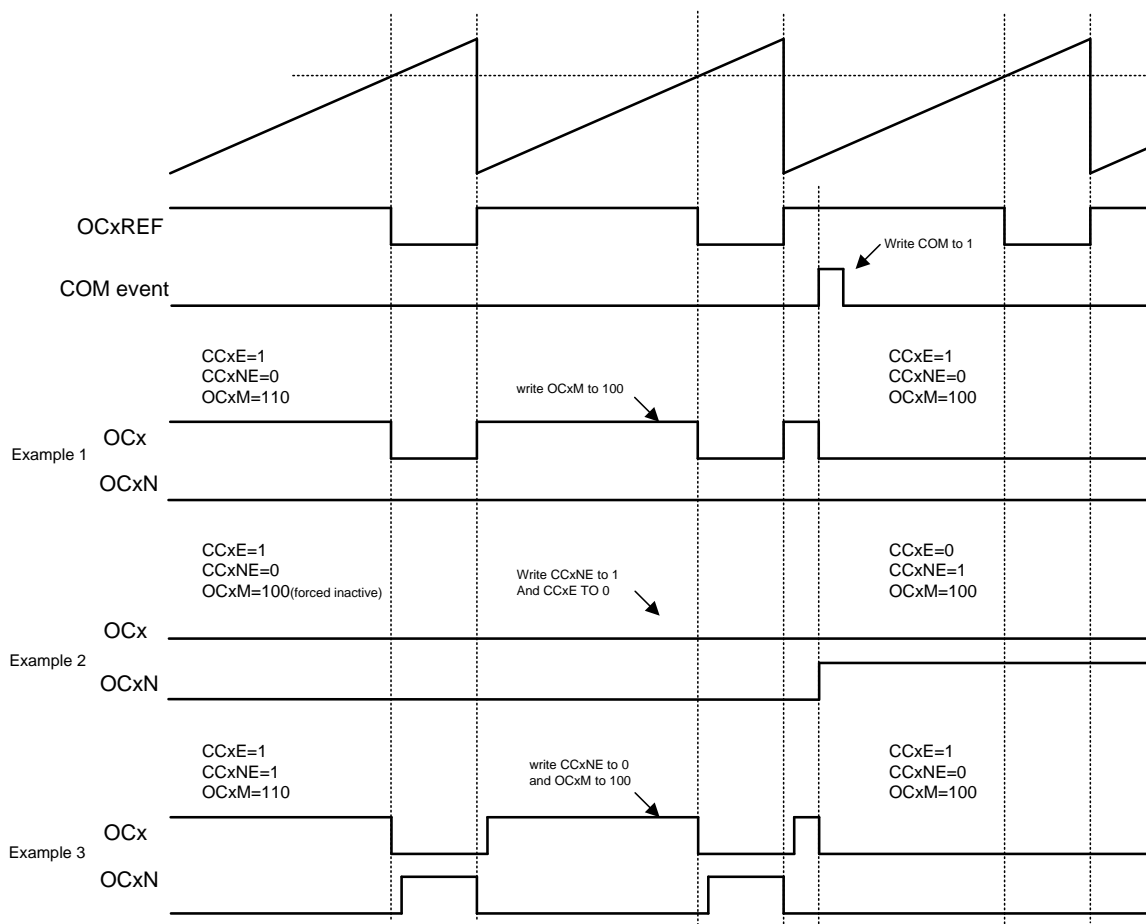 OCxREF
Write COM to 1
COM event
CCxE=1
CCxNE=0
OCxM=110
write OCxM to 100
CCxE=1
CCxNE=0
OCxM=100
OCx
Example 1
OCxN
CCxE=1
CCxNE=0
OCxM=100(forced inactive)
Write CCxNE to 1
And CCxE TO 0
CCxE=0
CCxNE=1
OCxM=100
OCx
Example 2
OCxN
CCxE=1
CCxNE=1
OCxM=110
write CCxNE to 0
and OCxM to 100
CCxE=1
CCxNE=0
OCxM=100
OCx
Example 3
OCxN